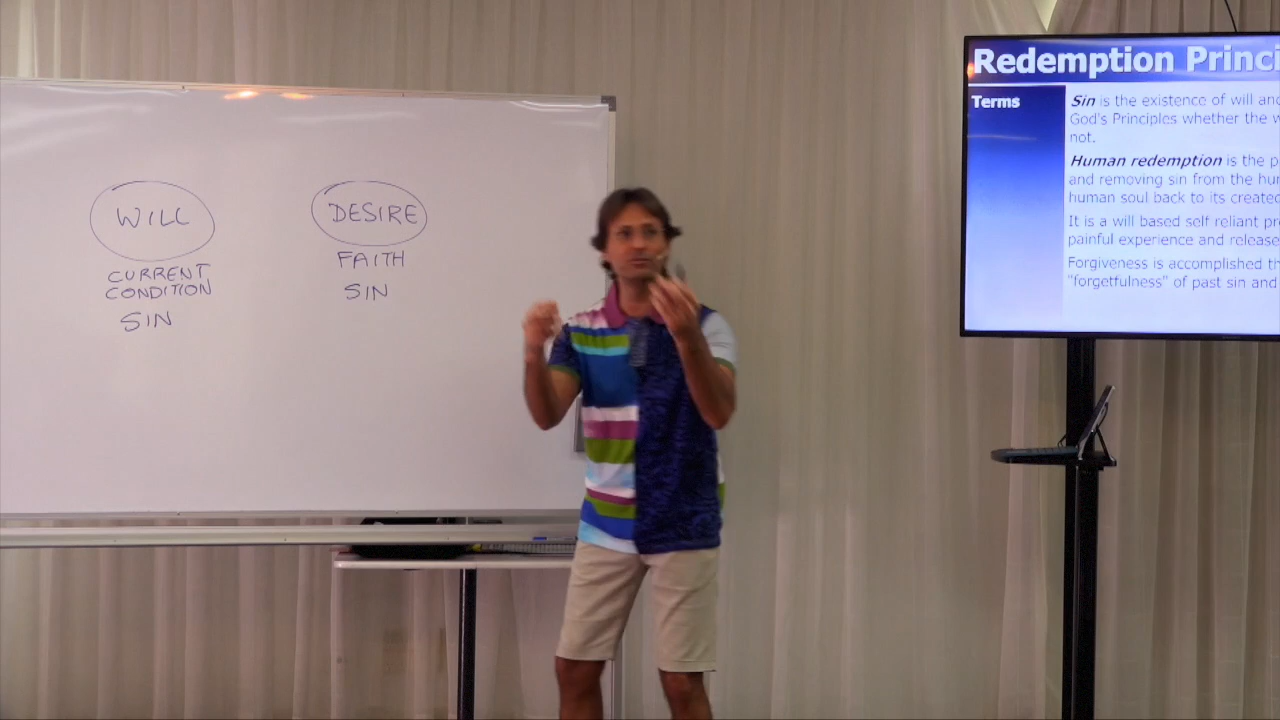 WILL
CURRENT
CONDITION
SIN
DESIRE
FAITH
SIN
Redemption Princi
Terms
Sin is the existence of will and
God's Principles whether the w
not.
Human redemption is the p
and removing sin from the hu
human soul back to its created
It is a will based self reliant pr
painful experience and release
Forgiveness is accomplished th
"forgetfulness" of past sin and